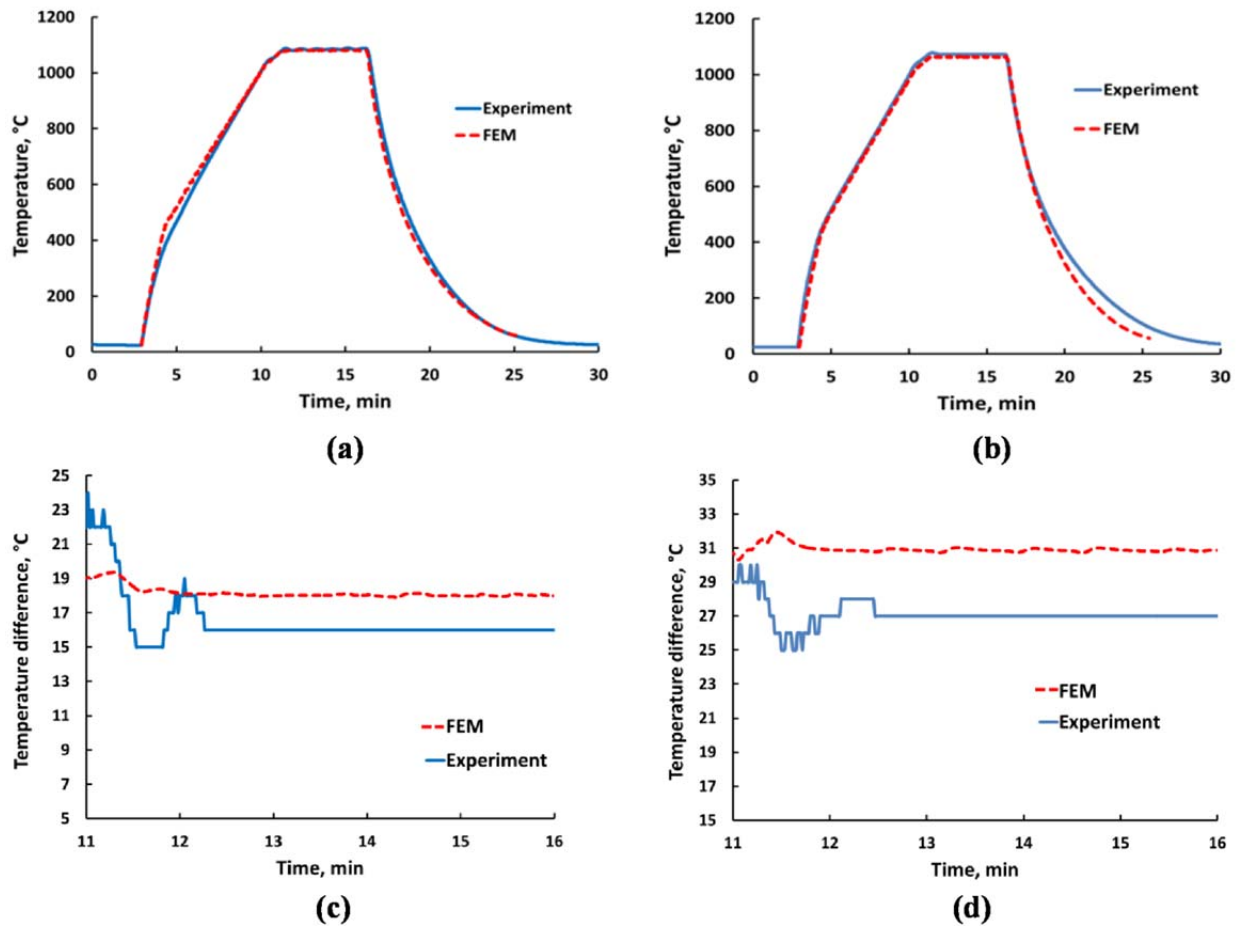 1200
1000
800
600
400
200
0
Temperature, °C
Experiment
FEM
0 5 10 15 20 25 30
Time, min
(a)
1200
1000
800
600
400
200
0
Temperature, °C
Experiment
FEM
0 5 10 15 20 25 30
Time, min
(b)
25
23
21
19
17
15
13
11
9
7
5
Temperature difference, °C
FEM
Experiment
11 12 13 14 15 16
Time, min
(c)
35
33
31
29
27
25
23
21
19
17
15
Temperature difference, °C
FEM
Experiment
11 12 13 14 15 16
Time, min
(d)